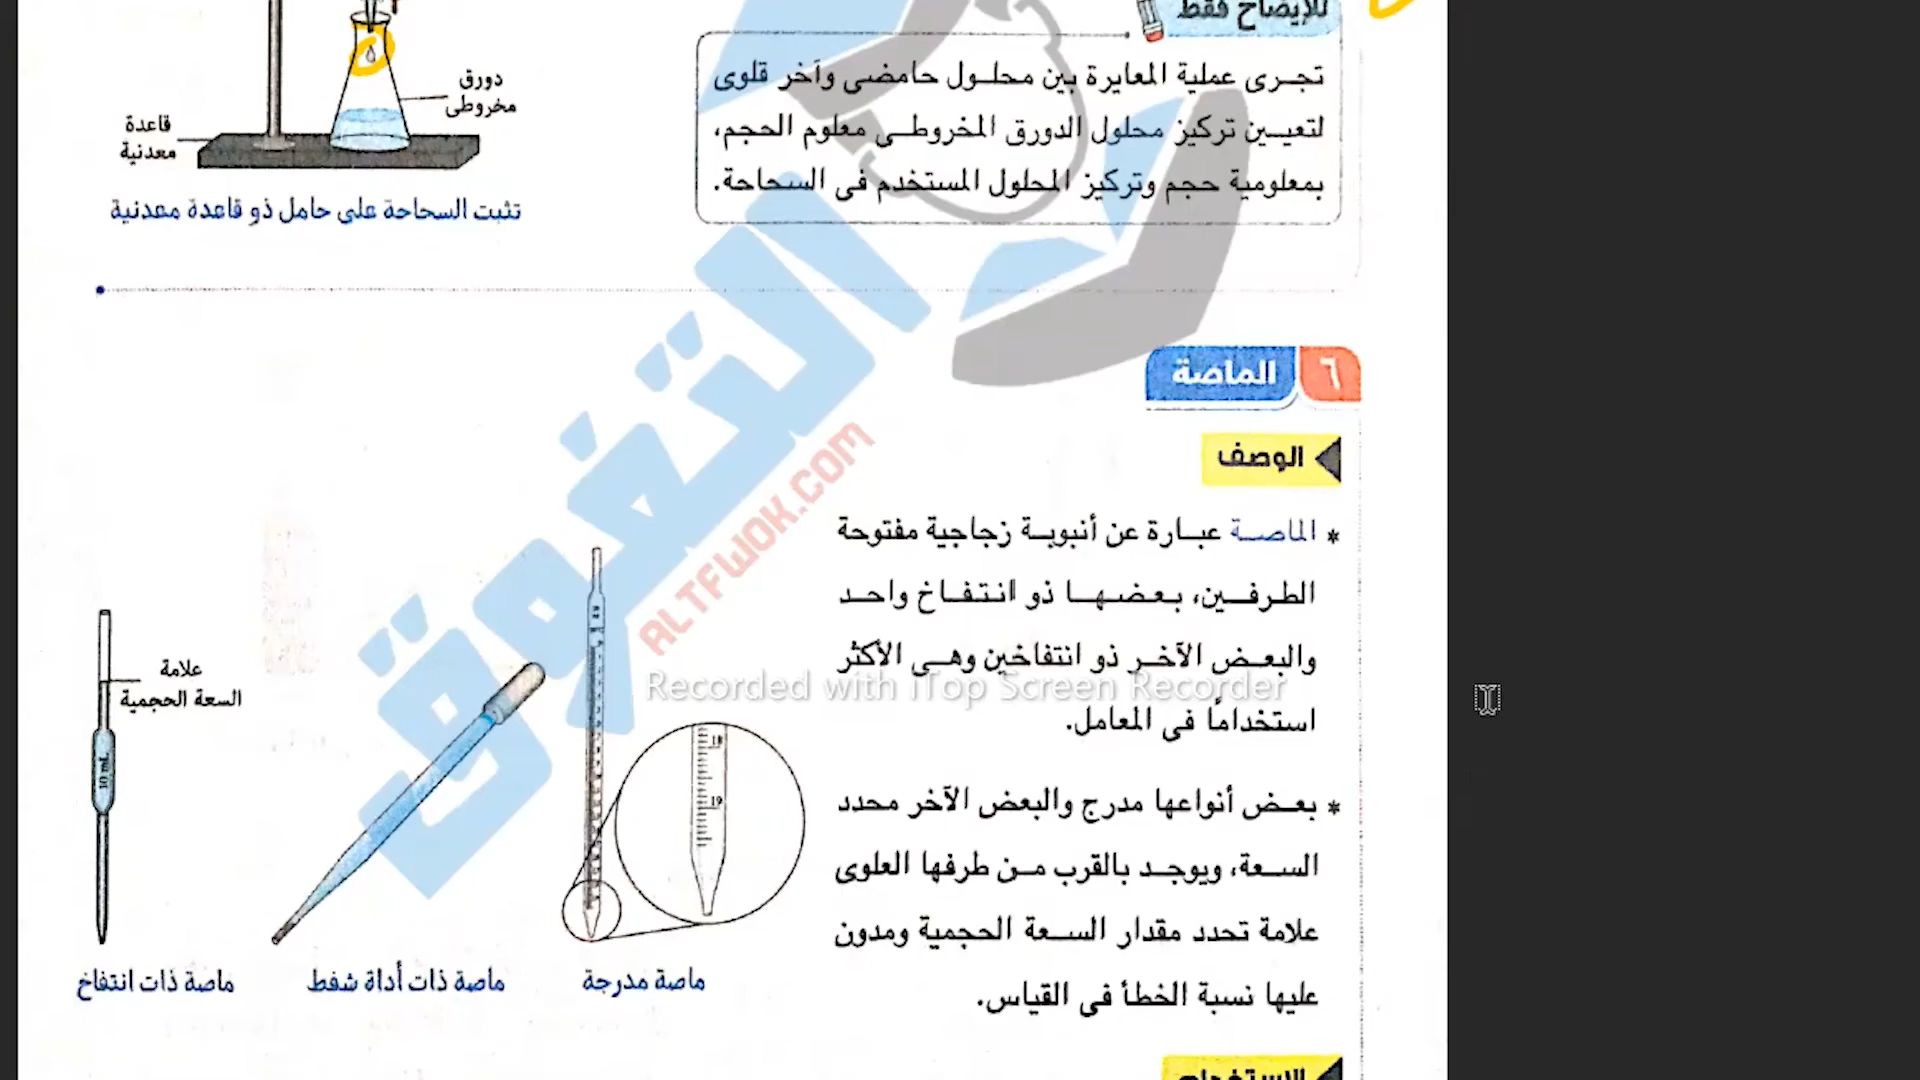 للإيضاح فقط
تجرى عملية المعايرة بين محلول حامضى وآخر قلوى
لتعيين تركيز محلول الدورق المخروطى معلوم الحجم،
بمعلومية حجم وتركيز المحلول المستخدم فى السحاحة.
دورق
مخروطى
قاعدة
معدنية
تثبت السحاحة على حامل ذو قاعدة معدنية
٦ الماصة
الوصف
* الماصة عبارة عن أنبوبة زجاجية مفتوحة
الطرفين، بعضها ذو انتفاخ واحد
والبعض الآخر ذو انتفاخين وهى الأكثر
استخدامًا فى المعامل.
* بعض أنواعها مدرج والبعض الآخر محدد
السعة، ويوجد بالقرب من طرفها العلوى
علامة تحدد مقدار السعة الحجمية ومدون
عليها نسبة الخطأ فى القياس.
18
19
ماصة مدرجة
ماصة ذات أداة شفط
علامة
السعة الحجمية
10 mL
ماصة ذات انتفاخ
الاستخدام
التفوق
ALTFWOK.COM
Recorded with iTop Screen Recorder